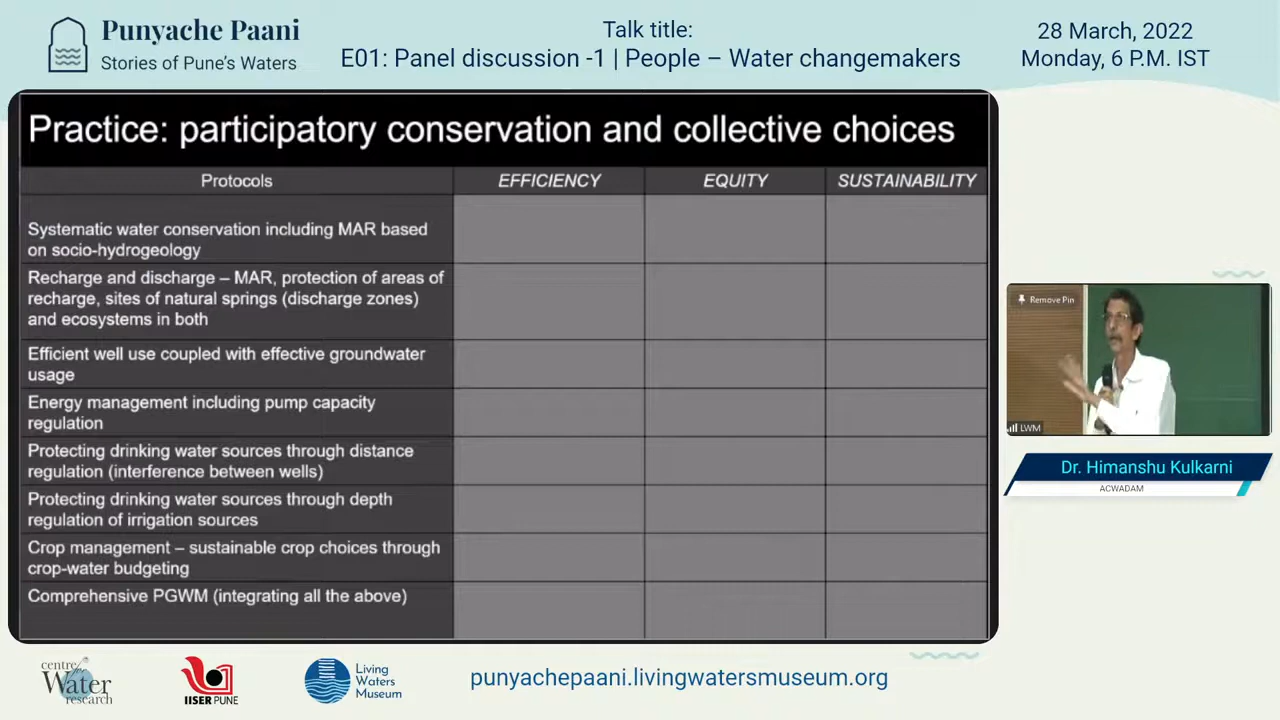 Punyache Paani
Stories of Pune's Waters
Talk title:
E01: Panel discussion -1 | People – Water changemakers
28 March, 2022
Monday, 6 P.M. IST
Practice: participatory conservation and collective choices
Protocols
EFFICIENCY
EQUITY
SUSTAINABILITY
Systematic water conservation including MAR based
on socio-hydrogeology
Recharge and discharge – MAR, protection of areas of
recharge, sites of natural springs (discharge zones)
and ecosystems in both
Efficient well use coupled with effective groundwater
usage
Energy management including pump capacity
regulation
Protecting drinking water sources through distance
regulation (interference between wells)
Protecting drinking water sources through depth
regulation of irrigation sources
Crop management – sustainable crop choices through
crop-water budgeting
Comprehensive PGWM (integrating all the above)
Remove Pin
LWM
Dr. Himanshu Kulkarni
ACWADAM
centre
for
Water
research
IISER PUNE
Living
Waters
Museum
punyachepaani.livingwatersmuseum.org